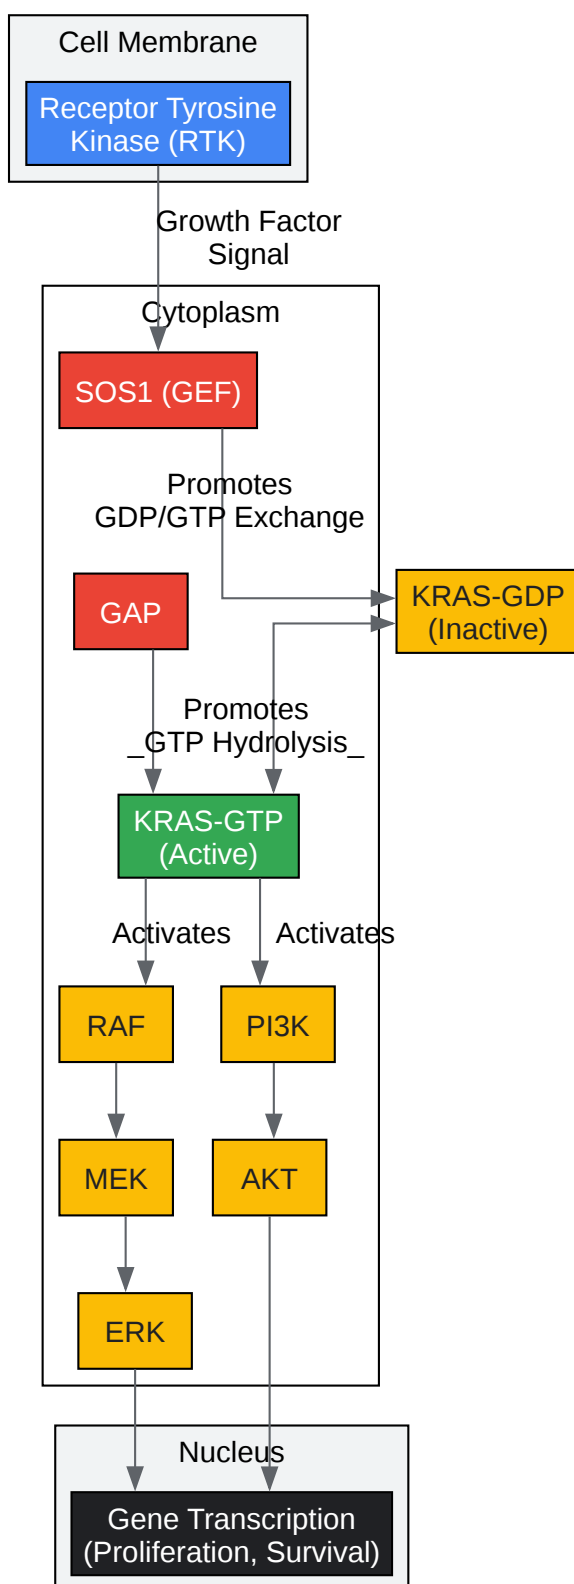 Cell Membrane
Receptor Tyrosine
Kinase (RTK)
Growth Factor
Signal
Cytoplasm
SOS1 (GEF)
Promotes
GDP/GTP Exchange
GAP
KRAS-GDP
(Inactive)
Promotes
_GTP Hydrolysis_
KRAS-GTP
(Active)
Activates
Activates
RAF
PI3K
MEK
AKT
ERK
Nucleus
Gene Transcription
(Proliferation, Survival)